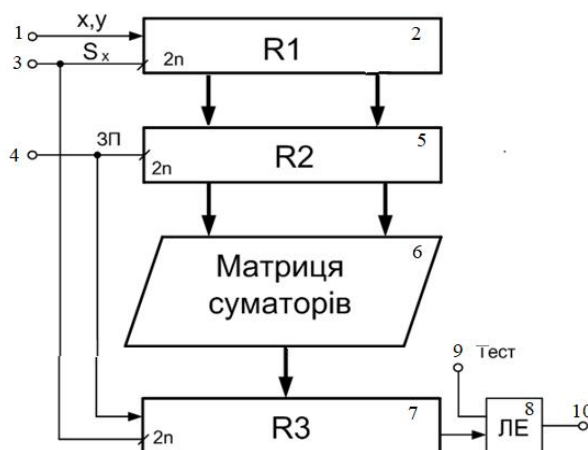 1 x,y 2
R1
3 Sx 2n
ЗП
4 5
R2
2n
6
Матриця
суматорів
9 Тест
7 8 10
R3 ЛЕ
2n